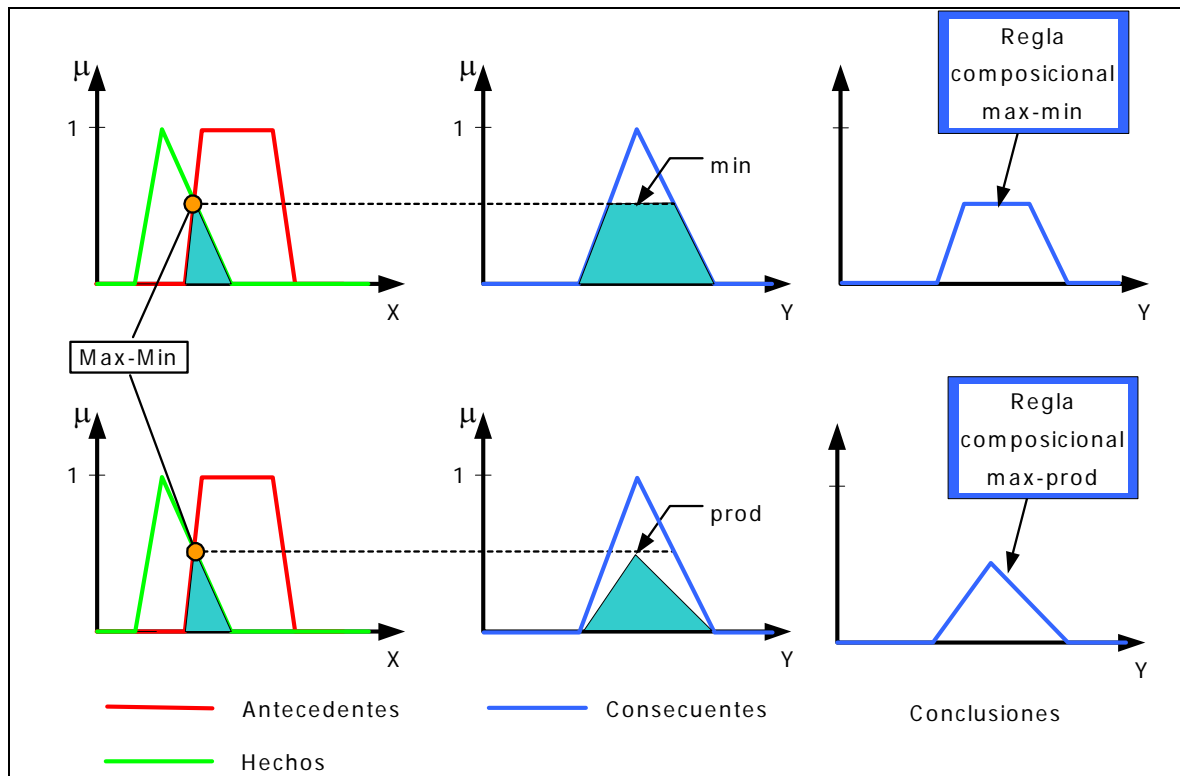 Regla
composicional
max-min
μ
μ
1
1
min
X
Y
Y
Max-Min
Regla
composicional
max-prod
μ
μ
1
1
prod
X
Y
Y
Antecedentes
Consecuentes
Conclusiones
Hechos